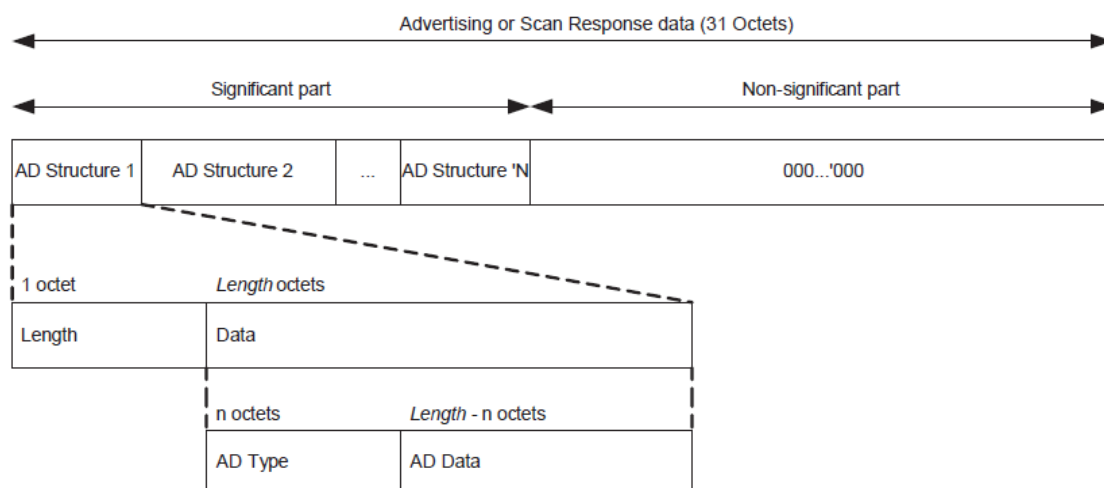 Advertising or Scan Response data (31 Octets)
Significant part
Non-significant part
AD Structure 1
AD Structure 2
...
AD Structure 'N
000...'000
1 octet
Length octets
Length
Data
n octets
Length - n octets
AD Type
AD Data